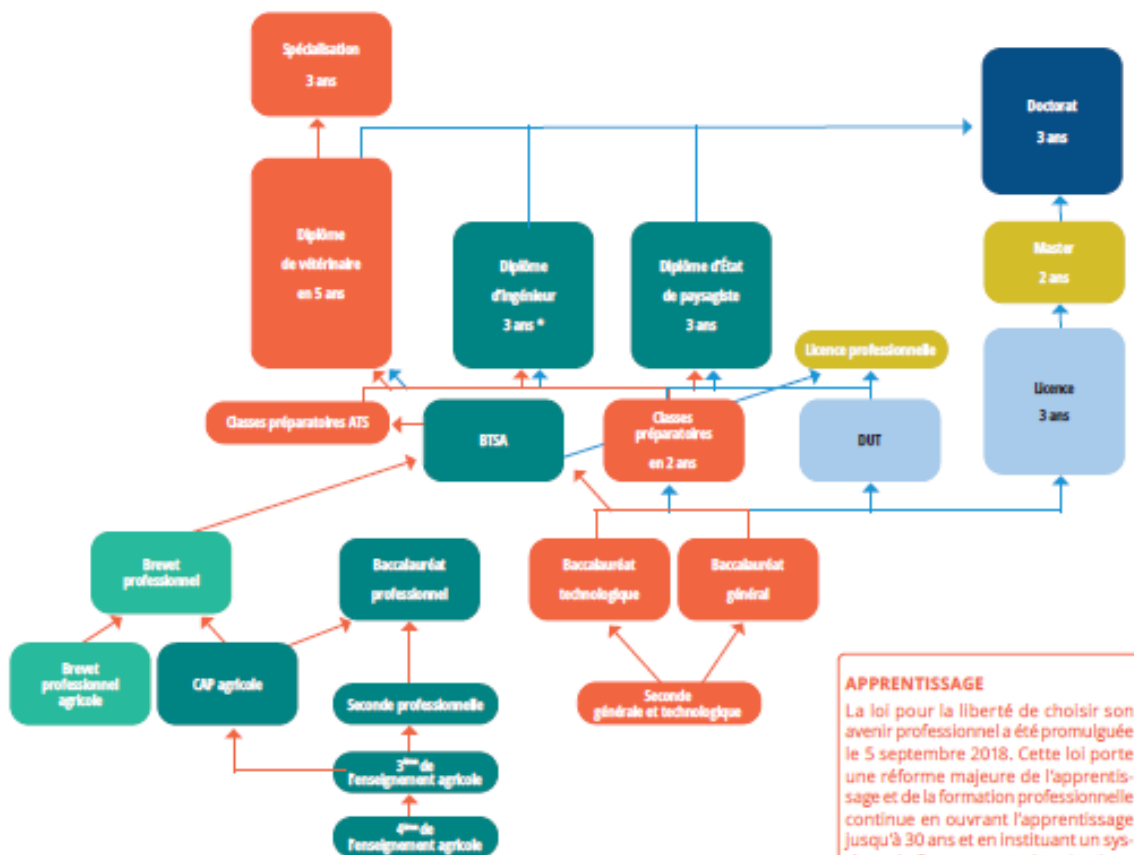 Spécialisation
3 ans
Doctorat
3 ans
Diplôme
de vétérinaire
en 5 ans
Diplôme
d'ingénieur
3 ans *
Diplôme d'État
de paysagiste
3 ans
Master
2 ans
Licence professionnelle
Licence
3 ans
Classes préparatoires ATS
BTSA
Classes
préparatoires
en 2 ans
DUT
Brevet
professionnel
Baccalauréat
professionnel
Baccalauréat
technologique
Baccalauréat
général
Brevet
professionnel
agricole
CAP agricole
Seconde professionnelle
Seconde
générale et technologique
3ème de
l'enseignement agricole
4ème de
l'enseignement agricole
APPRENTISSAGE
La loi pour la liberté de choisir son
avenir professionnel a été promulguée
le 5 septembre 2018. Cette loi porte
une réforme majeure de l'apprentis-
sage et de la formation professionnelle
continue en ouvrant l'apprentissage
jusqu'à 30 ans et en instituant un sys-